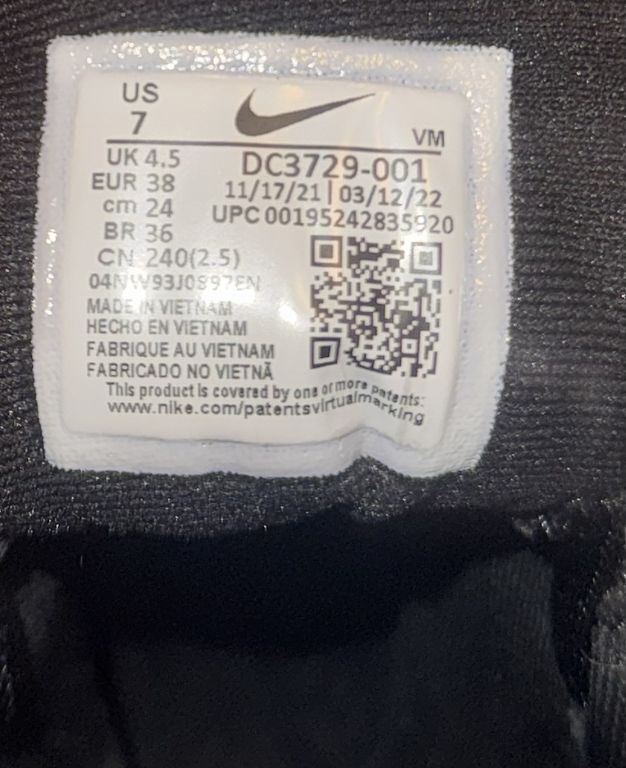 US
7
VM
UK 4.5
EUR 38
cm 24
BR 36
CN 240(2.5)
04NW93J0897EN
DC3729-001
11/17/21 | 03/12/22
UPC 00195242835920
MADE IN VIETNAM
HECHO EN VIETNAM
FABRIQUE AU VIETNAM
FABRICADO NO VIETNÃ
This product is covered by one or more patents:
www.nike.com/patentsvirtualmarking